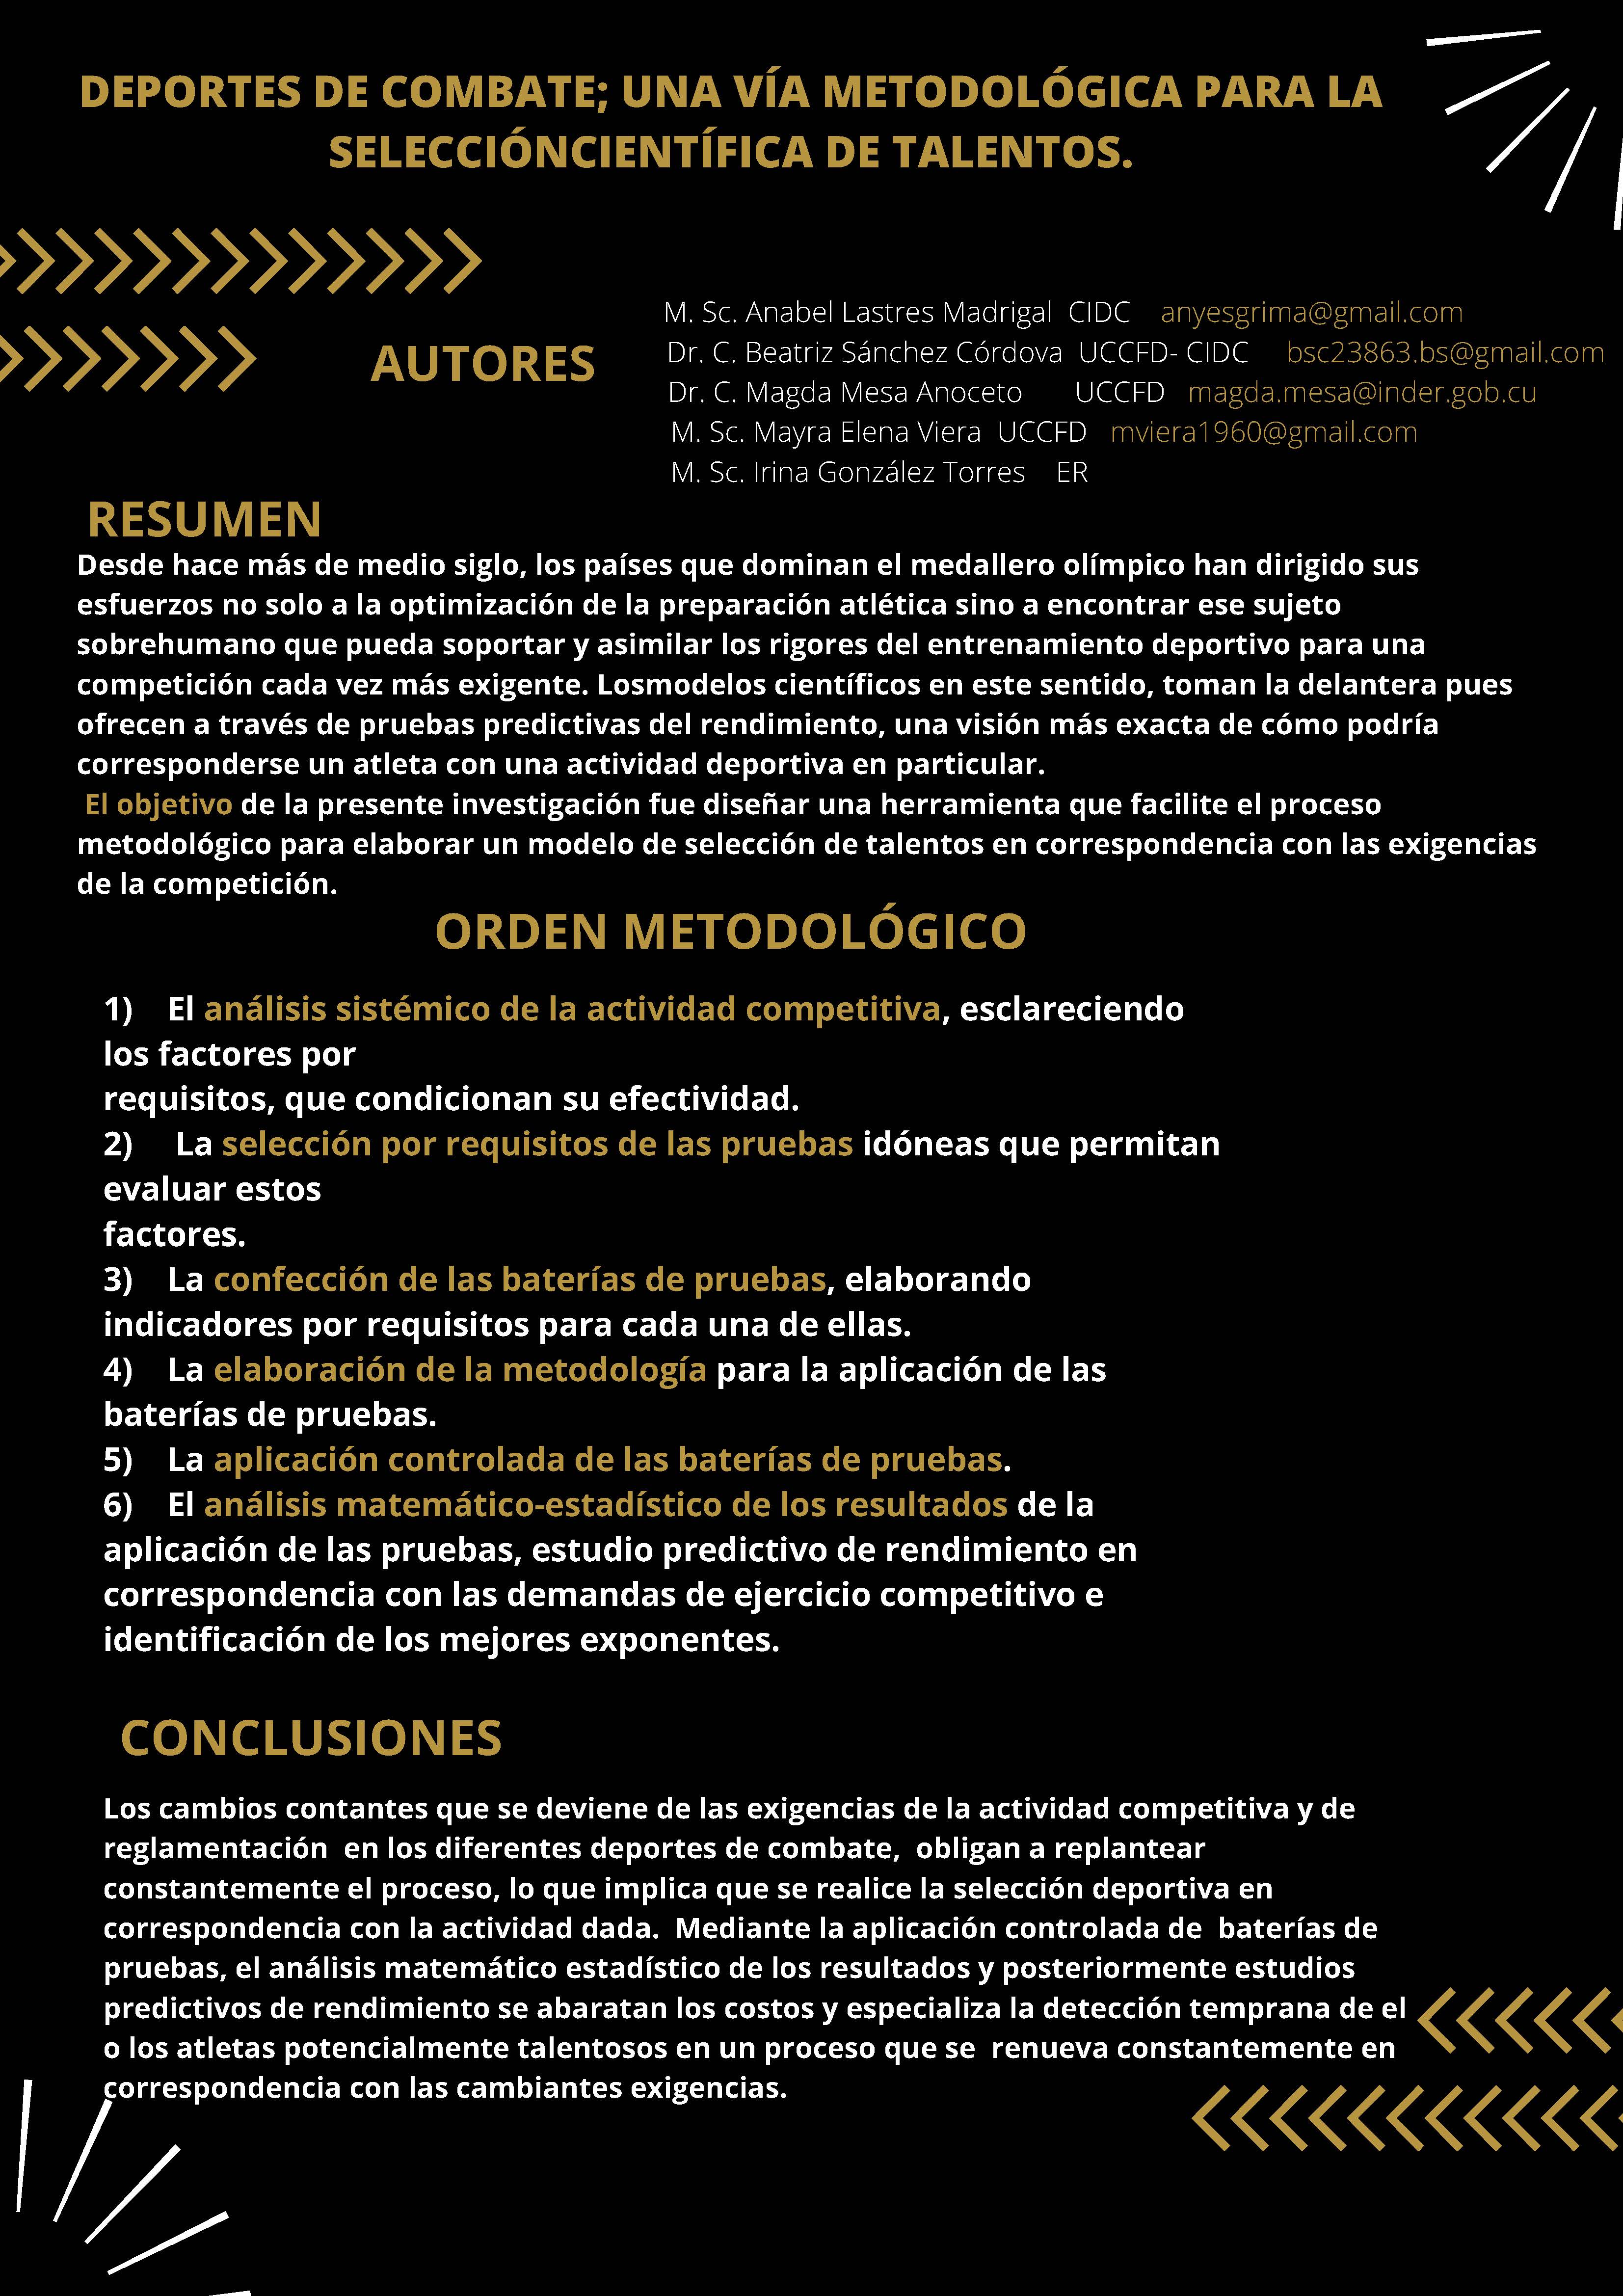 DEPORTES DE COMBATE; UNA VÍA METODOLÓGICA PARA LA
SELECCIÓNCIENTÍFICA DE TALENTOS.
AUTORES
M. Sc. Anabel Lastres Madrigal CIDC anyesgrima@gmail.com
Dr. C. Beatriz Sánchez Córdova UCCFD- CIDC bsc23863.bs@gmail.com
Dr. C. Magda Mesa Anoceto UCCFD magda.mesa@inder.gob.cu
M. Sc. Mayra Elena Viera UCCFD mviera1960@gmail.com
M. Sc. Irina González Torres ER
RESUMEN
Desde hace más de medio siglo, los países que dominan el medallero olímpico han dirigido sus
esfuerzos no solo a la optimización de la preparación atlética sino a encontrar ese sujeto
sobrehumano que pueda soportar y asimilar los rigores del entrenamiento deportivo para una
competición cada vez más exigente. Losmodelos científicos en este sentido, toman la delantera pues
ofrecen a través de pruebas predictivas del rendimiento, una visión más exacta de cómo podría
corresponderse un atleta con una actividad deportiva en particular.
El objetivo de la presente investigación fue diseñar una herramienta que facilite el proceso
metodológico para elaborar un modelo de selección de talentos en correspondencia con las exigencias
de la competición.
ORDEN METODOLÓGICO
1) El análisis sistémico de la actividad competitiva, esclareciendo
los factores por
requisitos, que condicionan su efectividad.
2) La selección por requisitos de las pruebas idóneas que permitan
evaluar estos
factores.
3) La confección de las baterías de pruebas, elaborando
indicadores por requisitos para cada una de ellas.
4) La elaboración de la metodología para la aplicación de las
baterías de pruebas.
5) La aplicación controlada de las baterías de pruebas.
6) El análisis matemático-estadístico de los resultados de la
aplicación de las pruebas, estudio predictivo de rendimiento en
correspondencia con las demandas de ejercicio competitivo e
identificación de los mejores exponentes.
CONCLUSIONES
Los cambios contantes que se deviene de las exigencias de la actividad competitiva y de
reglamentación en los diferentes deportes de combate, obligan a replantear
constantemente el proceso, lo que implica que se realice la selección deportiva en
correspondencia con la actividad dada. Mediante la aplicación controlada de baterías de
pruebas, el análisis matemático estadístico de los resultados y posteriormente estudios
predictivos de rendimiento se abaratan los costos y especializa la detección temprana de el
o los atletas potencialmente talentosos en un proceso que se renueva constantemente en
correspondencia con las cambiantes exigencias.